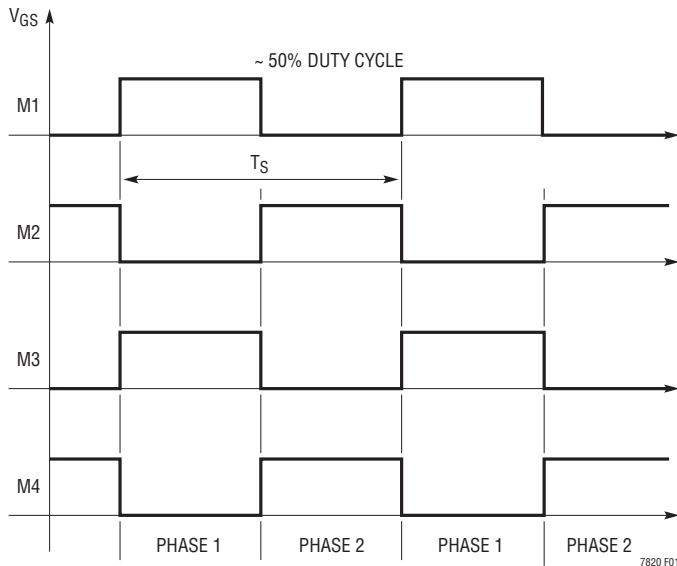 VGS
~ 50% DUTY CYCLE
M1
TS
M2
M3
M4
PHASE 1 PHASE 2 PHASE 1 PHASE 2
7820 F01